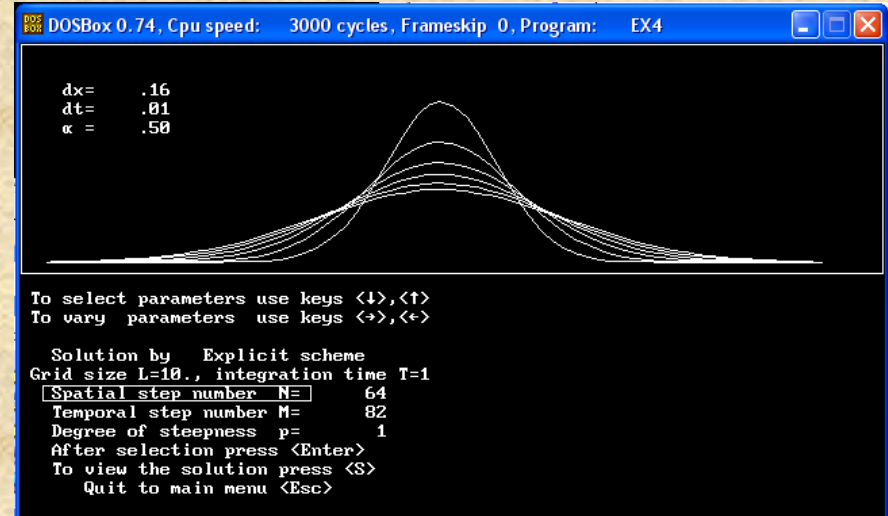 DOSBox 0.74, Cpu speed: 3000 cycles, Frameskip 0, Program: EX4
dx= .16
dt= .01
α = .50
To select parameters use keys <↓>,<↑>
To vary parameters use keys <→>,<←>
Solution by Explicit scheme
Grid size L=10., integration time T=1
Spatial step number N= 64
Temporal step number M= 82
Degree of steepness p= 1
After selection press <Enter>
To view the solution press <S>
Quit to main menu <Esc>